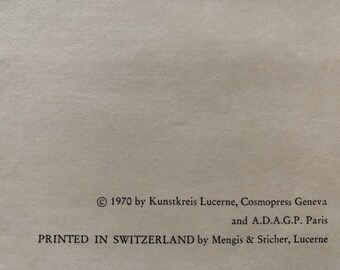 © 1970 by Kunstkreis Lucerne, Cosmopress Geneva
and A.D.A.G.P. Paris
PRINTED IN SWITZERLAND by Mengis & Sticher, Lucerne